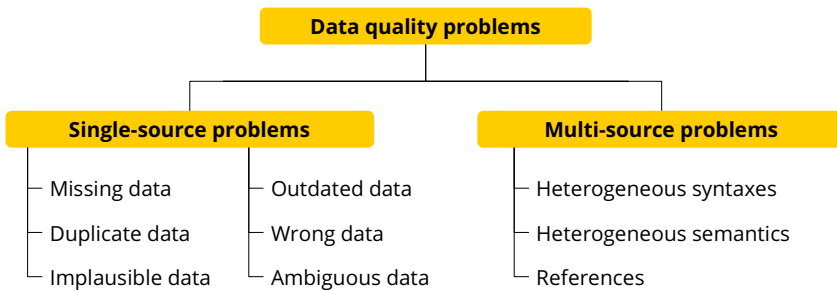 Data quality problems
Single-source problems
Missing data
Duplicate data
Implausible data
Outdated data
Wrong data
Ambiguous data
Multi-source problems
Heterogeneous syntaxes
Heterogeneous semantics
References